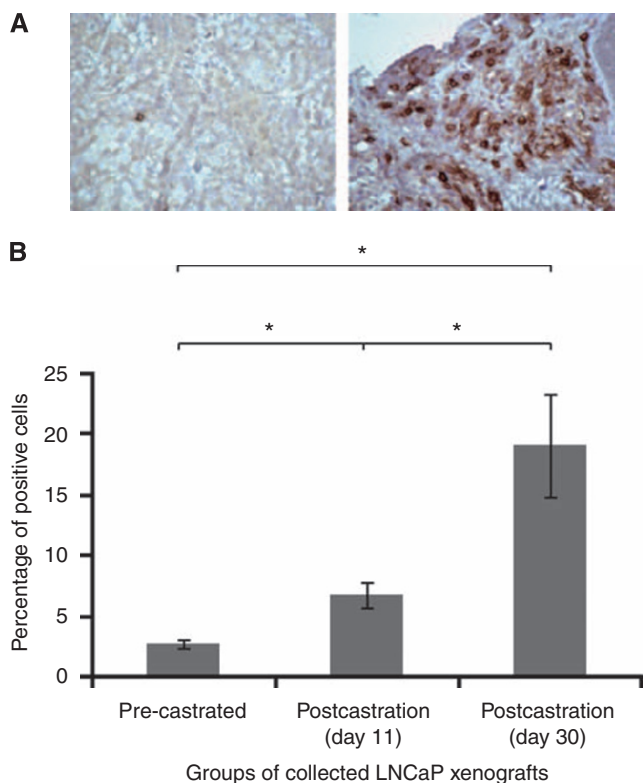 A
B
*
* *
25
20
15
10
5
0
Percentage of positive cells
Pre-castrated
Postcastration
(day 11)
Postcastration
(day 30)
Groups of collected LNCaP xenografts